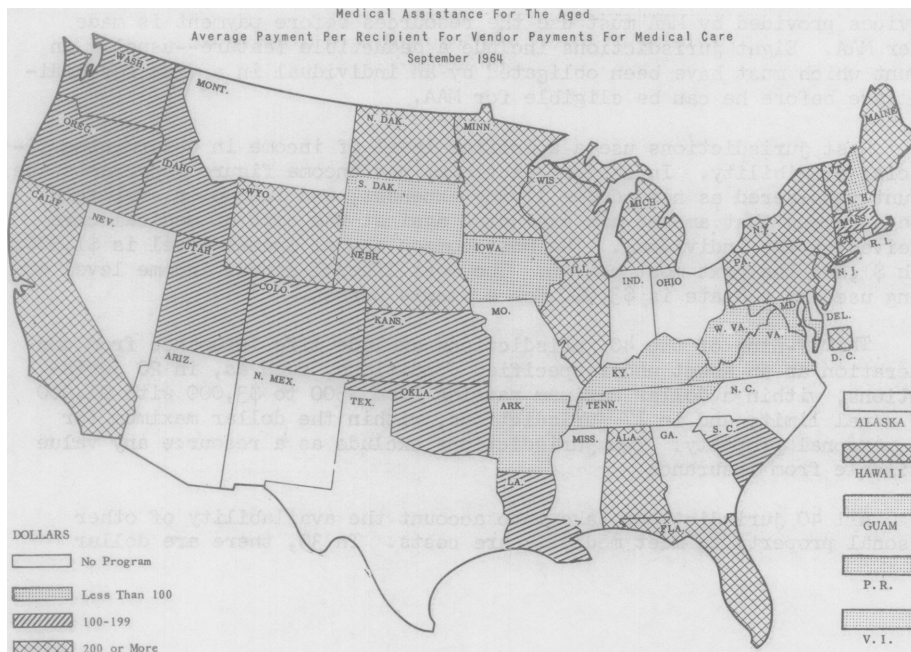 Medical Assistance For The Aged
Average Payment Per Recipient For Vendor Payments For Medical Care
September 1964
WASH.
MONT.
N. DAK.
MINN.
MAINE
OREG.
IDAHO
WYO
S. DAK.
WIS.
MICH.
N.Y.
VT.
N. H.
MASS.
CT.
R. I.
CALIF
NEV.
UTAH
COLO
NEBR
IOWA.
ILL.
IND.
OHIO
PA.
N. J.
MD
DEL.
D. C.
KANS.
MO.
KY.
W. VA.
VA.
ARIZ.
N. MEX.
OKLA.
TEX.
ARK.
TENN.
N. C.
S. C.
MISS.
ALA.
GA.
LA.
FLA.
ALASKA
HAWAII
GUAM
P.R.
V.I.
DOLLARS
No Program
Less Than 100
100-199
200 or More